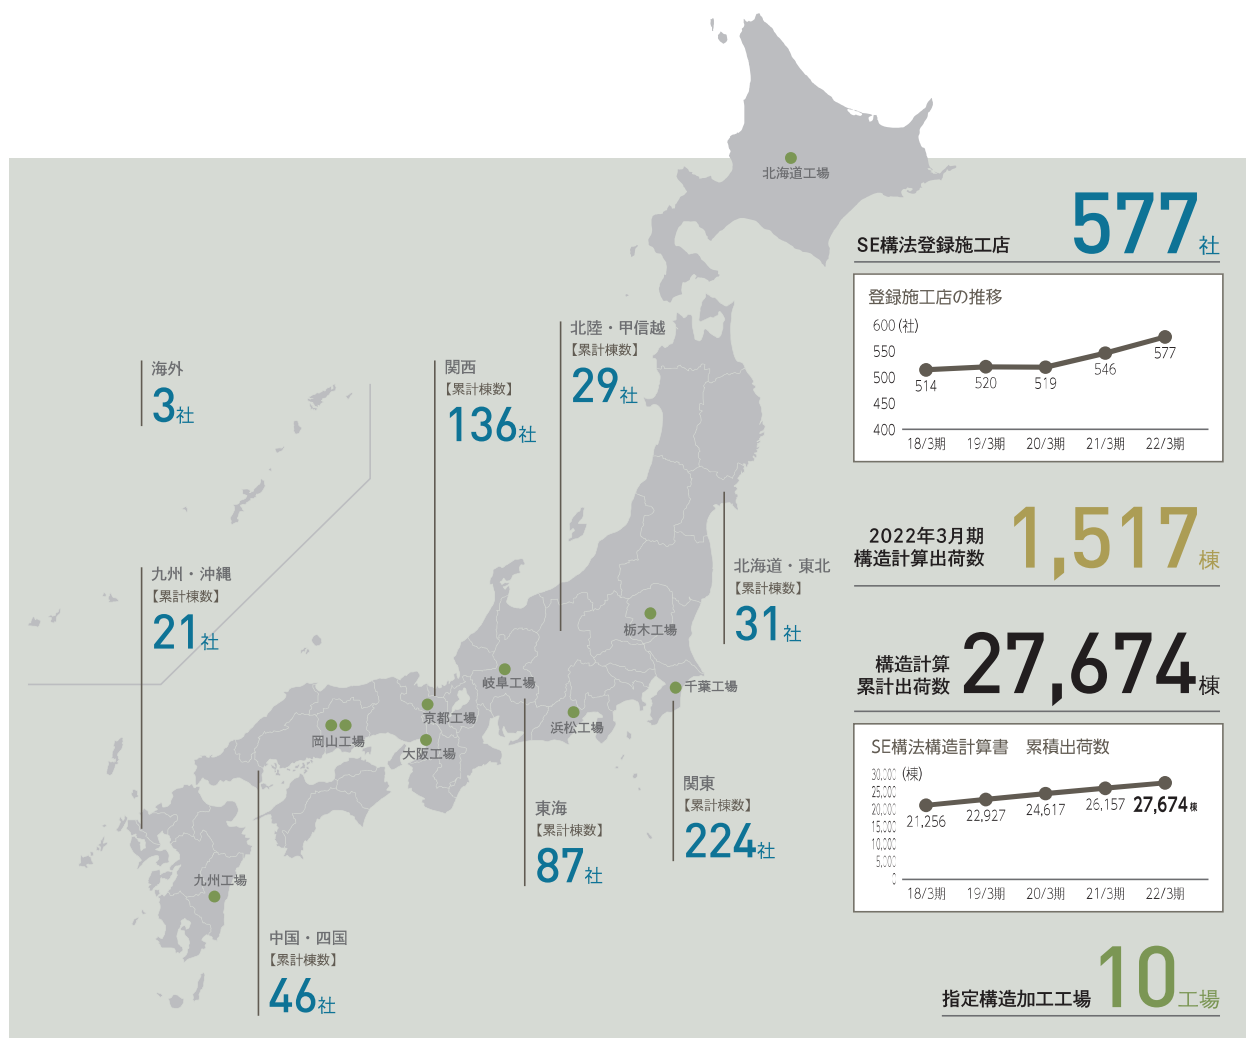 北海道工場
SE構法登録施工店
577社
登録施工店の推移
600 (社)
550
500
450
400
514
520
519
546
577
18/3期
19/3期
20/3期
21/3期
22/3期
北陸・甲信越
【累計棟数】
29社
海外
3社
関西
【累計棟数】
136社
2022年3月期
構造計算出荷数
1,517棟
九州・沖縄
【累計棟数】
21社
北海道・東北
【累計棟数】
31社
栃木工場
構造計算
累計出荷数
27,674棟
岐阜工場
千葉工場
京都工場
浜松工場
岡山工場
大阪工場
SE構法構造計算書 累積出荷数
30,000 (棟)
25,000
20,000
15,000
10,000
5,000
0
21,256
22,927
24,617
26,157
27,674棟
18/3期
19/3期
20/3期
21/3期
22/3期
関東
【累計棟数】
224社
東海
【累計棟数】
87社
九州工場
中国・四国
【累計棟数】
46社
指定構造加工工場
10工場